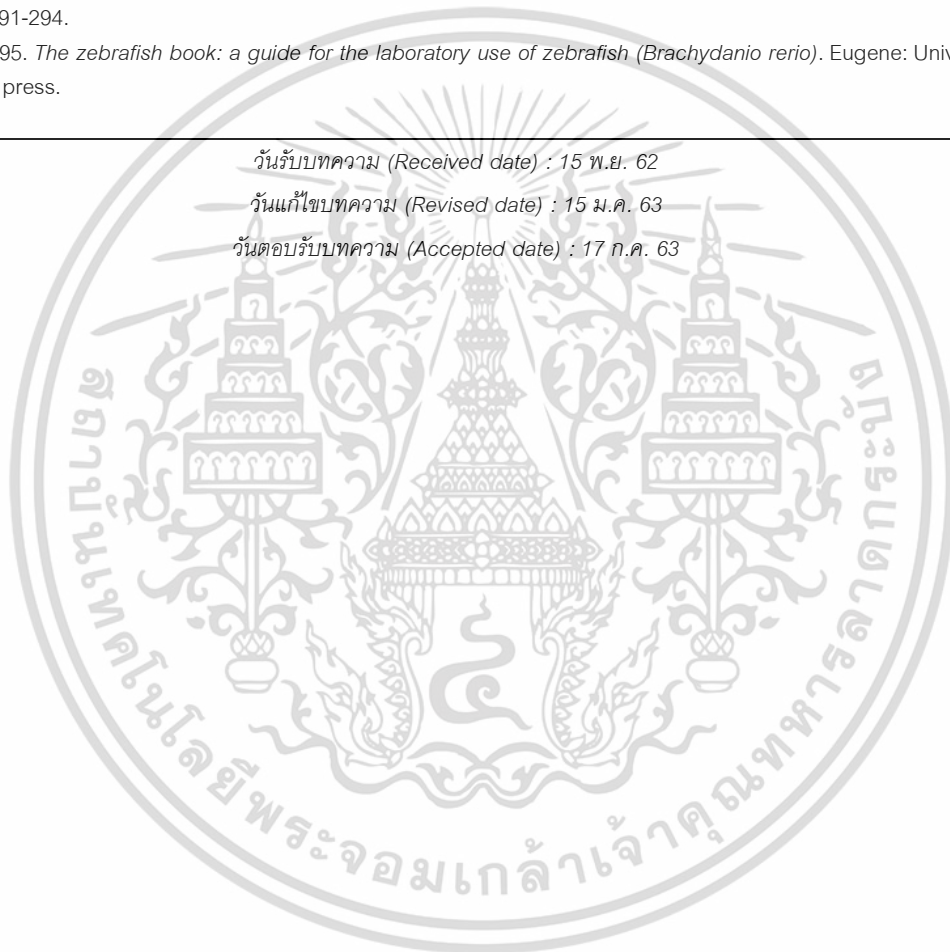 91-294.
95. The zebrafish book: a guide for the laboratory use of zebrafish (Brachydanio rerio). Eugene: Univ
press.
วันรับบทความ (Received date) : 15 พ.ย. 62
วันแก้ไขบทความ (Revised date) : 15 ม.ค. 63
วันตอบรับบทความ (Accepted date) : 17 ก.ค. 63
สถาบันเทคโนโลยีพระจอมเกล้าเจ้าคุณทหารลาดกระบัง
๔